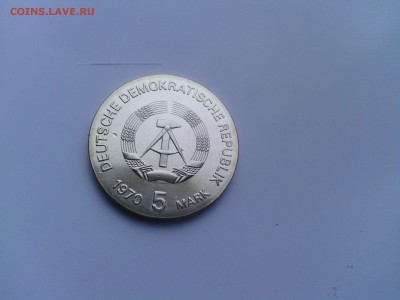 COINS.LAVE.RU
DEUTSCHE DEMOKRATISCHE REPUBLIK
1970 5 MARK